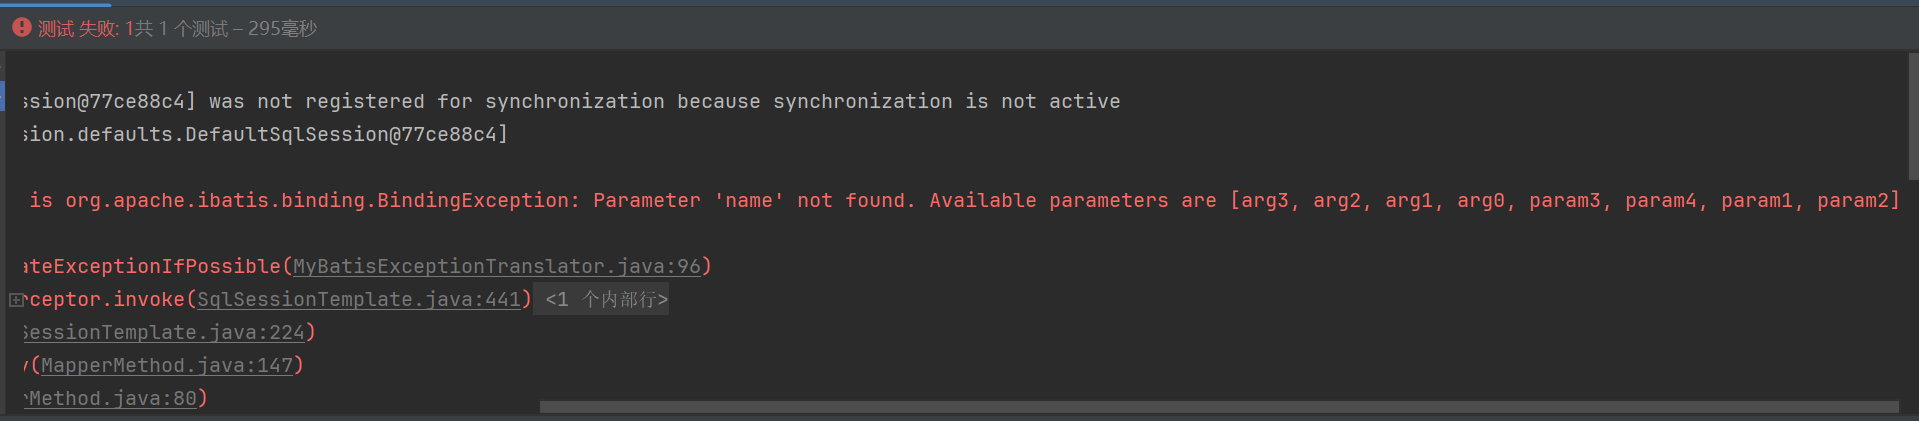 测试 失败: 1共 1 个测试 – 295毫秒
ssion@77ce88c4] was not registered for synchronization because synchronization is not active
sion.defaults.DefaultSqlSession@77ce88c4]
is org.apache.ibatis.binding.BindingException: Parameter 'name' not found. Available parameters are [arg3, arg2, arg1, arg0, param3, param4, param1, param2]
ateExceptionIfPossible(MyBatisExceptionTranslator.java:96)
rceptor.invoke(SqlSessionTemplate.java:441) <1 个内部行>
SessionTemplate.java:224)
y(MapperMethod.java:147)
rMethod.java:80)